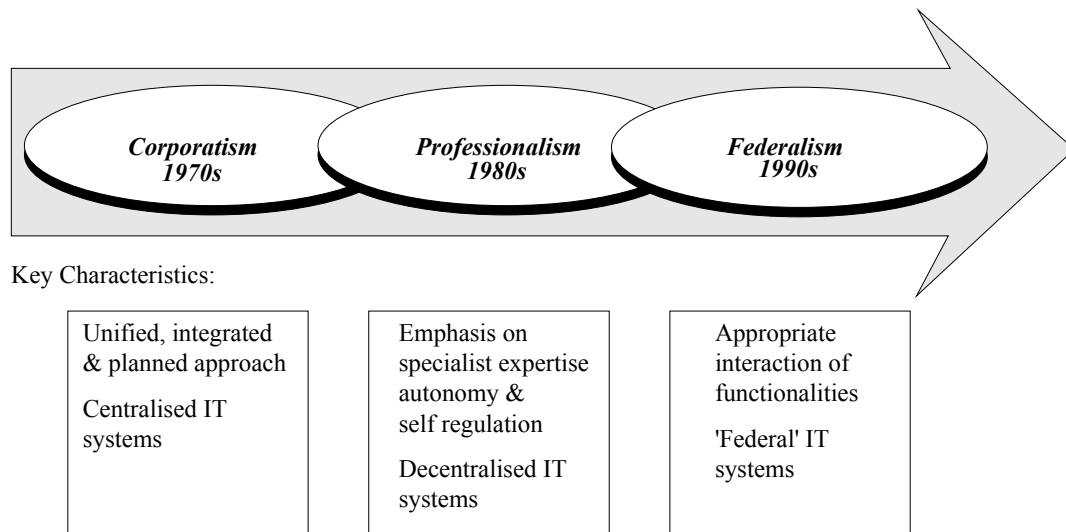 Corporatism
1970s
Professionalism
1980s
Federalism
1990s
Key Characteristics:
Unified, integrated
& planned approach
Centralised IT
systems
Emphasis on
specialist expertise
autonomy &
self regulation
Decentralised IT
systems
Appropriate
interaction of
functionalities
'Federal' IT
systems